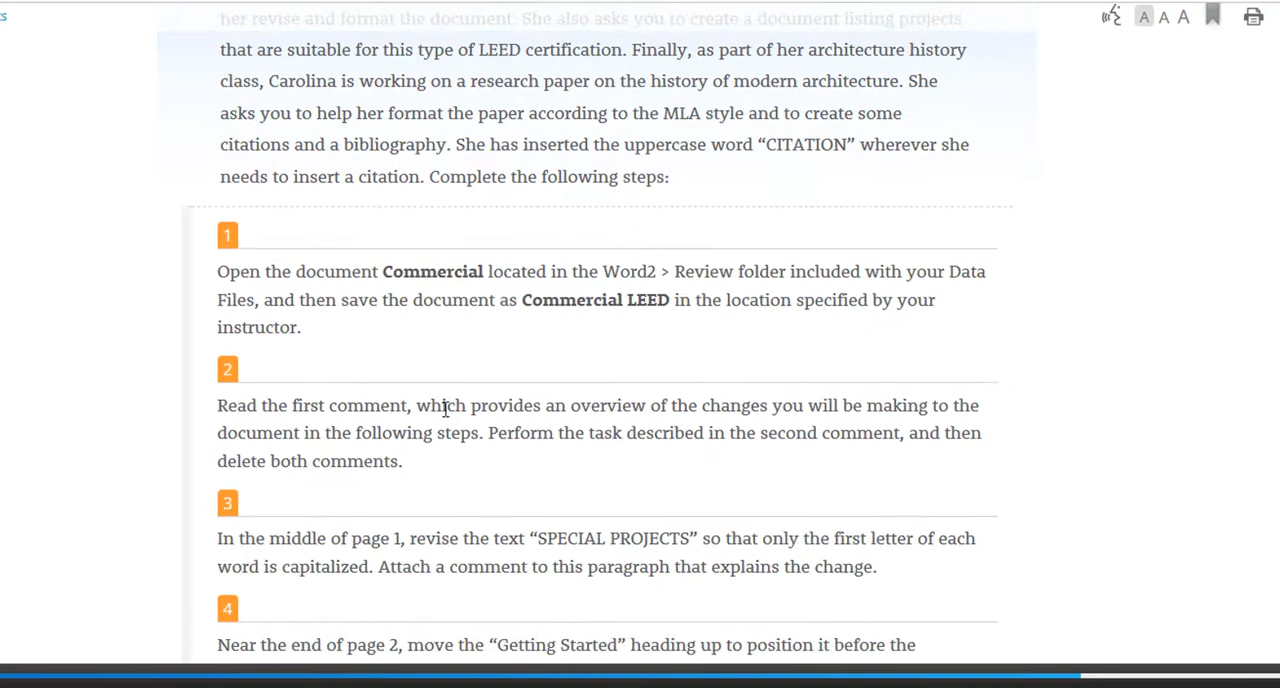 s
A A A
her revise and format the document. She also asks you to create a document listing projects
that are suitable for this type of LEED certification. Finally, as part of her architecture history
class, Carolina is working on a research paper on the history of modern architecture. She
asks you to help her format the paper according to the MLA style and to create some
citations and a bibliography. She has inserted the uppercase word “CITATION” wherever she
needs to insert a citation. Complete the following steps:
1
Open the document Commercial located in the Word2 > Review folder included with your Data
Files, and then save the document as Commercial LEED in the location specified by your
instructor.
2
Read the first comment, which provides an overview of the changes you will be making to the
document in the following steps. Perform the task described in the second comment, and then
delete both comments.
3
In the middle of page 1, revise the text “SPECIAL PROJECTS” so that only the first letter of each
word is capitalized. Attach a comment to this paragraph that explains the change.
4
Near the end of page 2, move the “Getting Started” heading up to position it before the